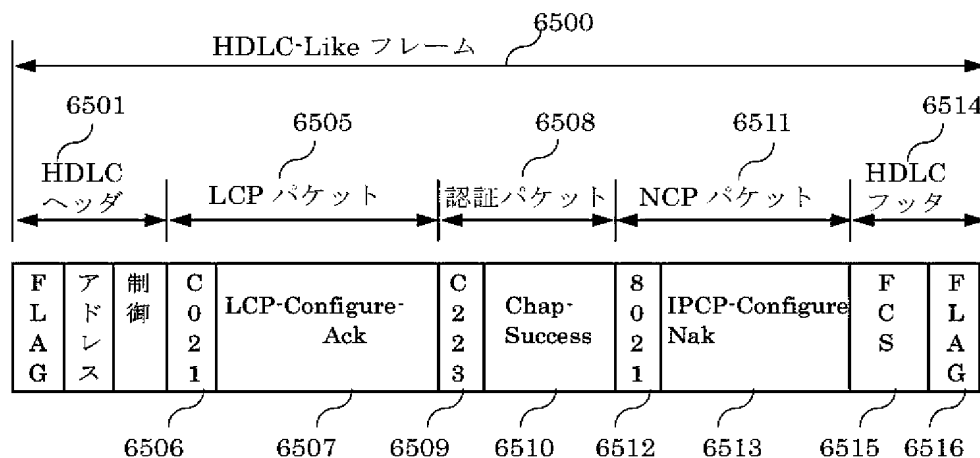 6500
HDLC-Like フレーム
6501
6505
6508
6511
6514
HDLC
ヘッダ
LCP パケット
認証パケット
NCP パケット
HDLC
フッタ
FLAG
アドレス
制御
C021
LCP-Configure-
Ack
C223
Chap-
Success
8021
IPCP-Configure
Nak
FCS
FLAG
6506
6507
6509
6510
6512
6513
6515
6516